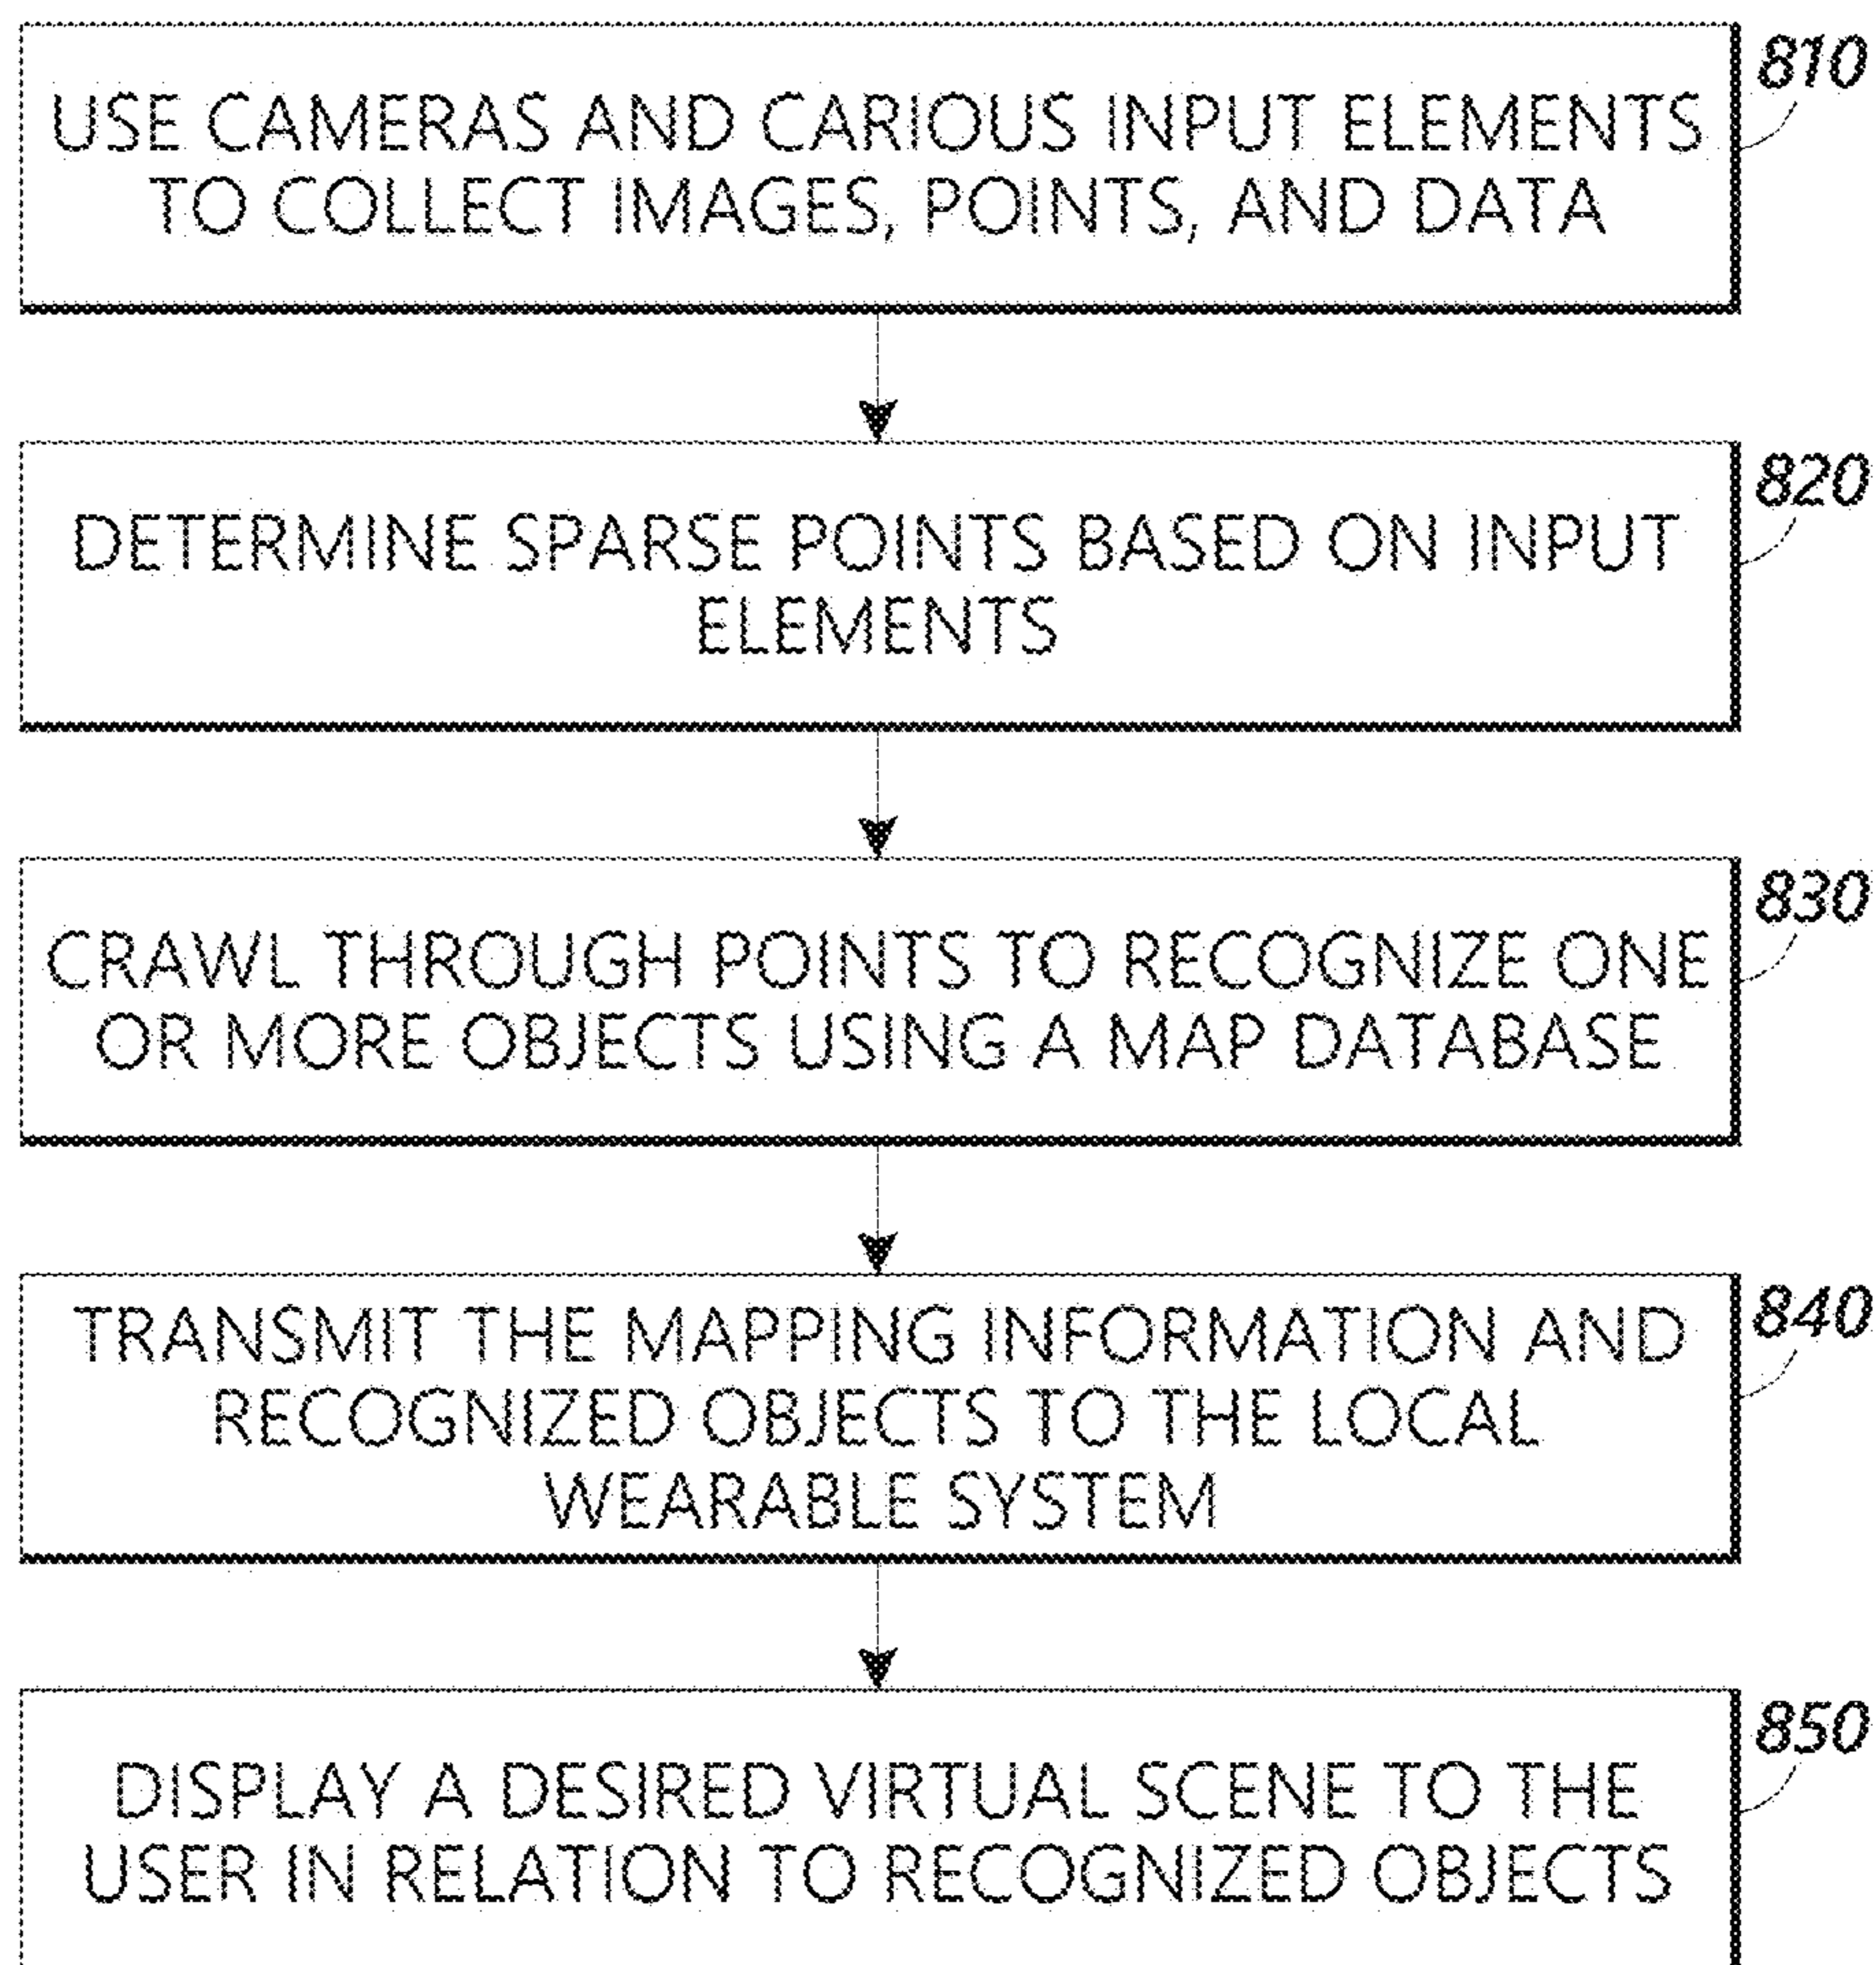 810
USE CAMERAS AND CARIOUS INPUT ELEMENTS
TO COLLECT IMAGES, POINTS, AND DATA
820
DETERMINE SPARSE POINTS BASED ON INPUT
ELEMENTS
830
CRAWL THROUGH POINTS TO RECOGNIZE ONE
OR MORE OBJECTS USING A MAP DATABASE
840
TRANSMIT THE MAPPING INFORMATION AND
RECOGNIZED OBJECTS TO THE LOCAL
WEARABLE SYSTEM
850
DISPLAY A DESIRED VIRTUAL SCENE TO THE
USER IN RELATION TO RECOGNIZED OBJECTS